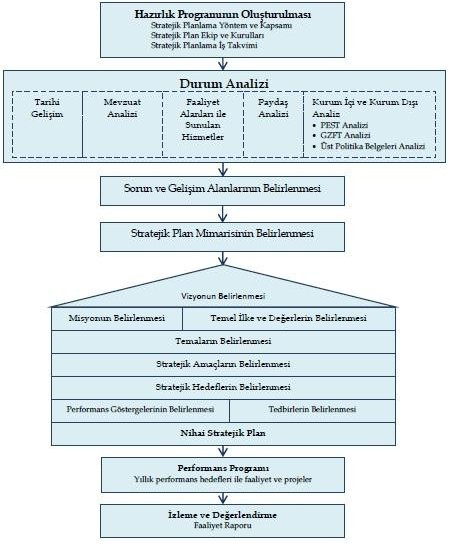 Hazırlık Programının Oluşturulması
Stratejik Planlama Yöntem ve Kapsamı
Stratejik Plan Ekip ve Kurulları
Stratejik Planlama İş Takvimi
Durum Analizi
Tarihi
Gelişim
Mevzuat
Analizi
Faaliyet
Alanları ile
Sunulan
Hizmetler
Paydaş
Analizi
Kurum İçi ve Kurum Dışı
Analiz
• PEST Analizi
• GZFT Analizi
• Üst Politika Belgeleri Analizi
Sorun ve Gelişim Alanlarının Belirlenmesi
Stratejik Plan Mimarisinin Belirlenmesi
Vizyonun Belirlenmesi
Misyonun Belirlenmesi
Temel İlke ve Değerlerin Belirlenmesi
Temaların Belirlenmesi
Stratejik Amaçların Belirlenmesi
Stratejik Hedeflerin Belirlenmesi
Performans Göstergelerinin Belirlenmesi
Tedbirlerin Belirlenmesi
Nihai Stratejik Plan
Performans Programı
Yıllık performans hedefleri ile faaliyet ve projeler
İzleme ve Değerlendirme
Faaliyet Raporu